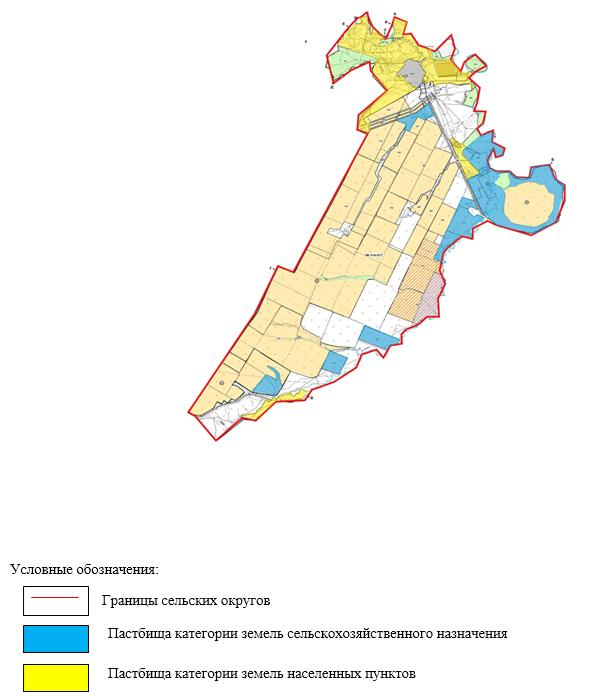 Условные обозначения:
Границы сельских округов
Пастбища категории земель сельскохозяйственного назначения
Пастбища категории земель населенных пунктов